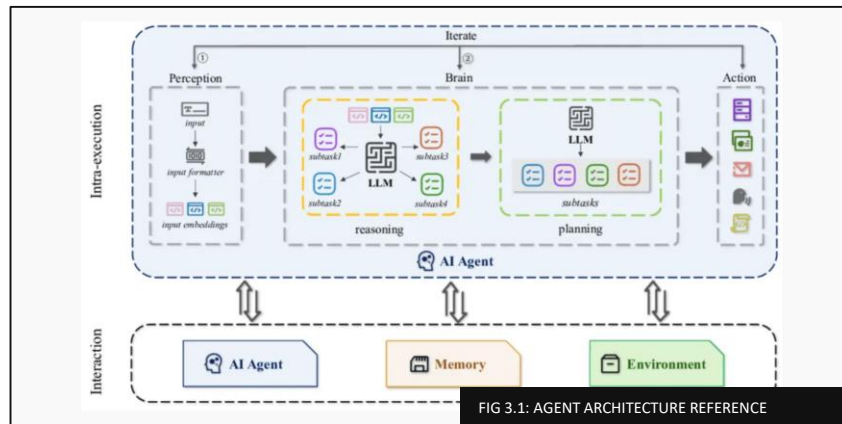 Iterate
①
②
Perception
Brain
Action
Intra-execution
input
input formatter
input embeddings
subtask1
subtask3
LLM
subtask2
subtask4
reasoning
LLM
subtasks
planning
AI Agent
Interaction
AI Agent
Memory
Environment
FIG 3.1: AGENT ARCHITECTURE REFERENCE